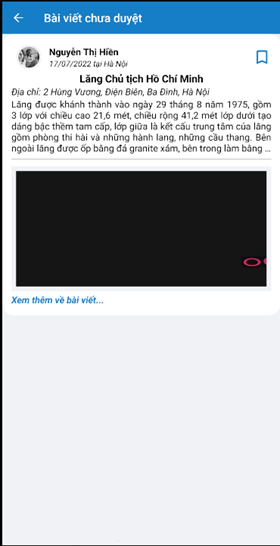 Bài viết chưa duyệt
Nguyễn Thị Hiền
17/07/2022 tại Hà Nội
Lăng Chủ tịch Hồ Chí Minh
Địa chỉ: 2 Hùng Vương, Điện Biên, Ba Đình, Hà Nội
Lăng được khánh thành vào ngày 29 tháng 8 năm 1975, gồm
3 lớp với chiều cao 21,6 mét, chiều rộng 41,2 mét lớp dưới tạo
dáng bậc thềm tam cấp, lớp giữa là kết cấu trung tâm của lăng
gồm phòng thi hài và những hành lang, những cầu thang. Bên
ngoài lăng được ốp bằng đá granite xám, bên trong làm bằng ...
Xem thêm về bài viết...